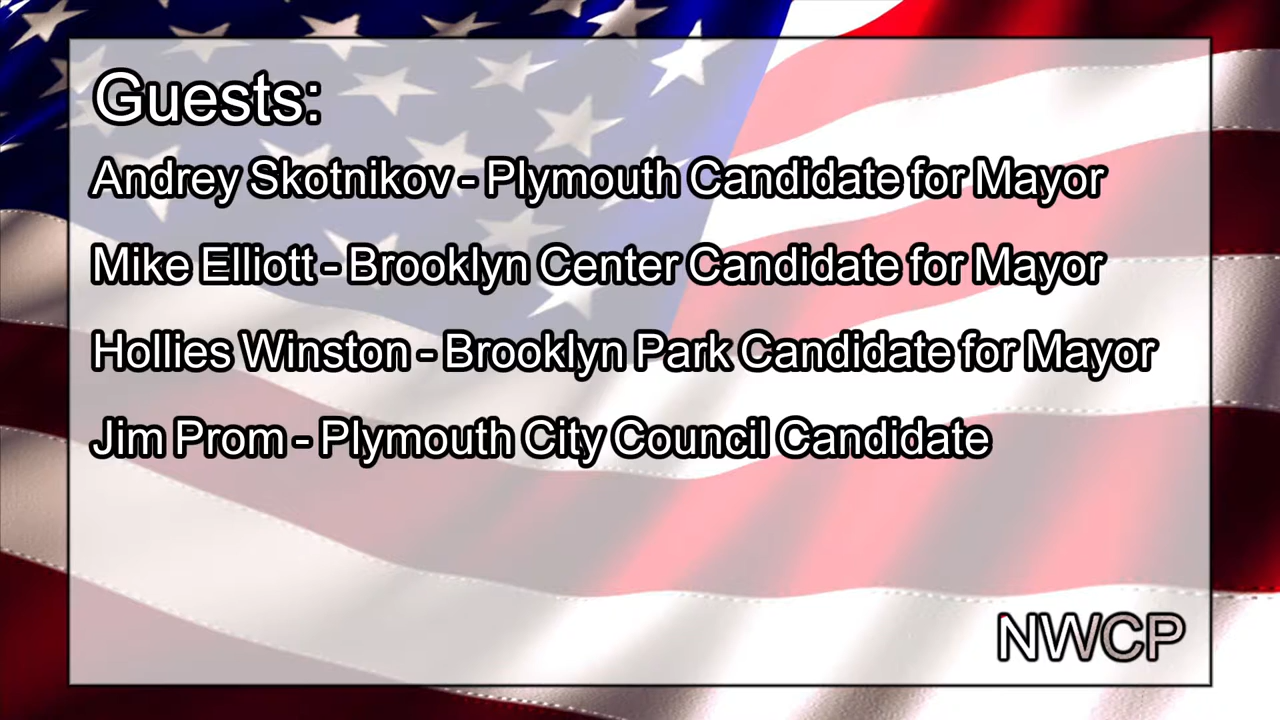 Guests:
Andrey Skotnikov - Plymouth Candidate for Mayor
Mike Elliott - Brooklyn Center Candidate for Mayor
Hollies Winston - Brooklyn Park Candidate for Mayor
Jim Prom - Plymouth City Council Candidate
NWCP